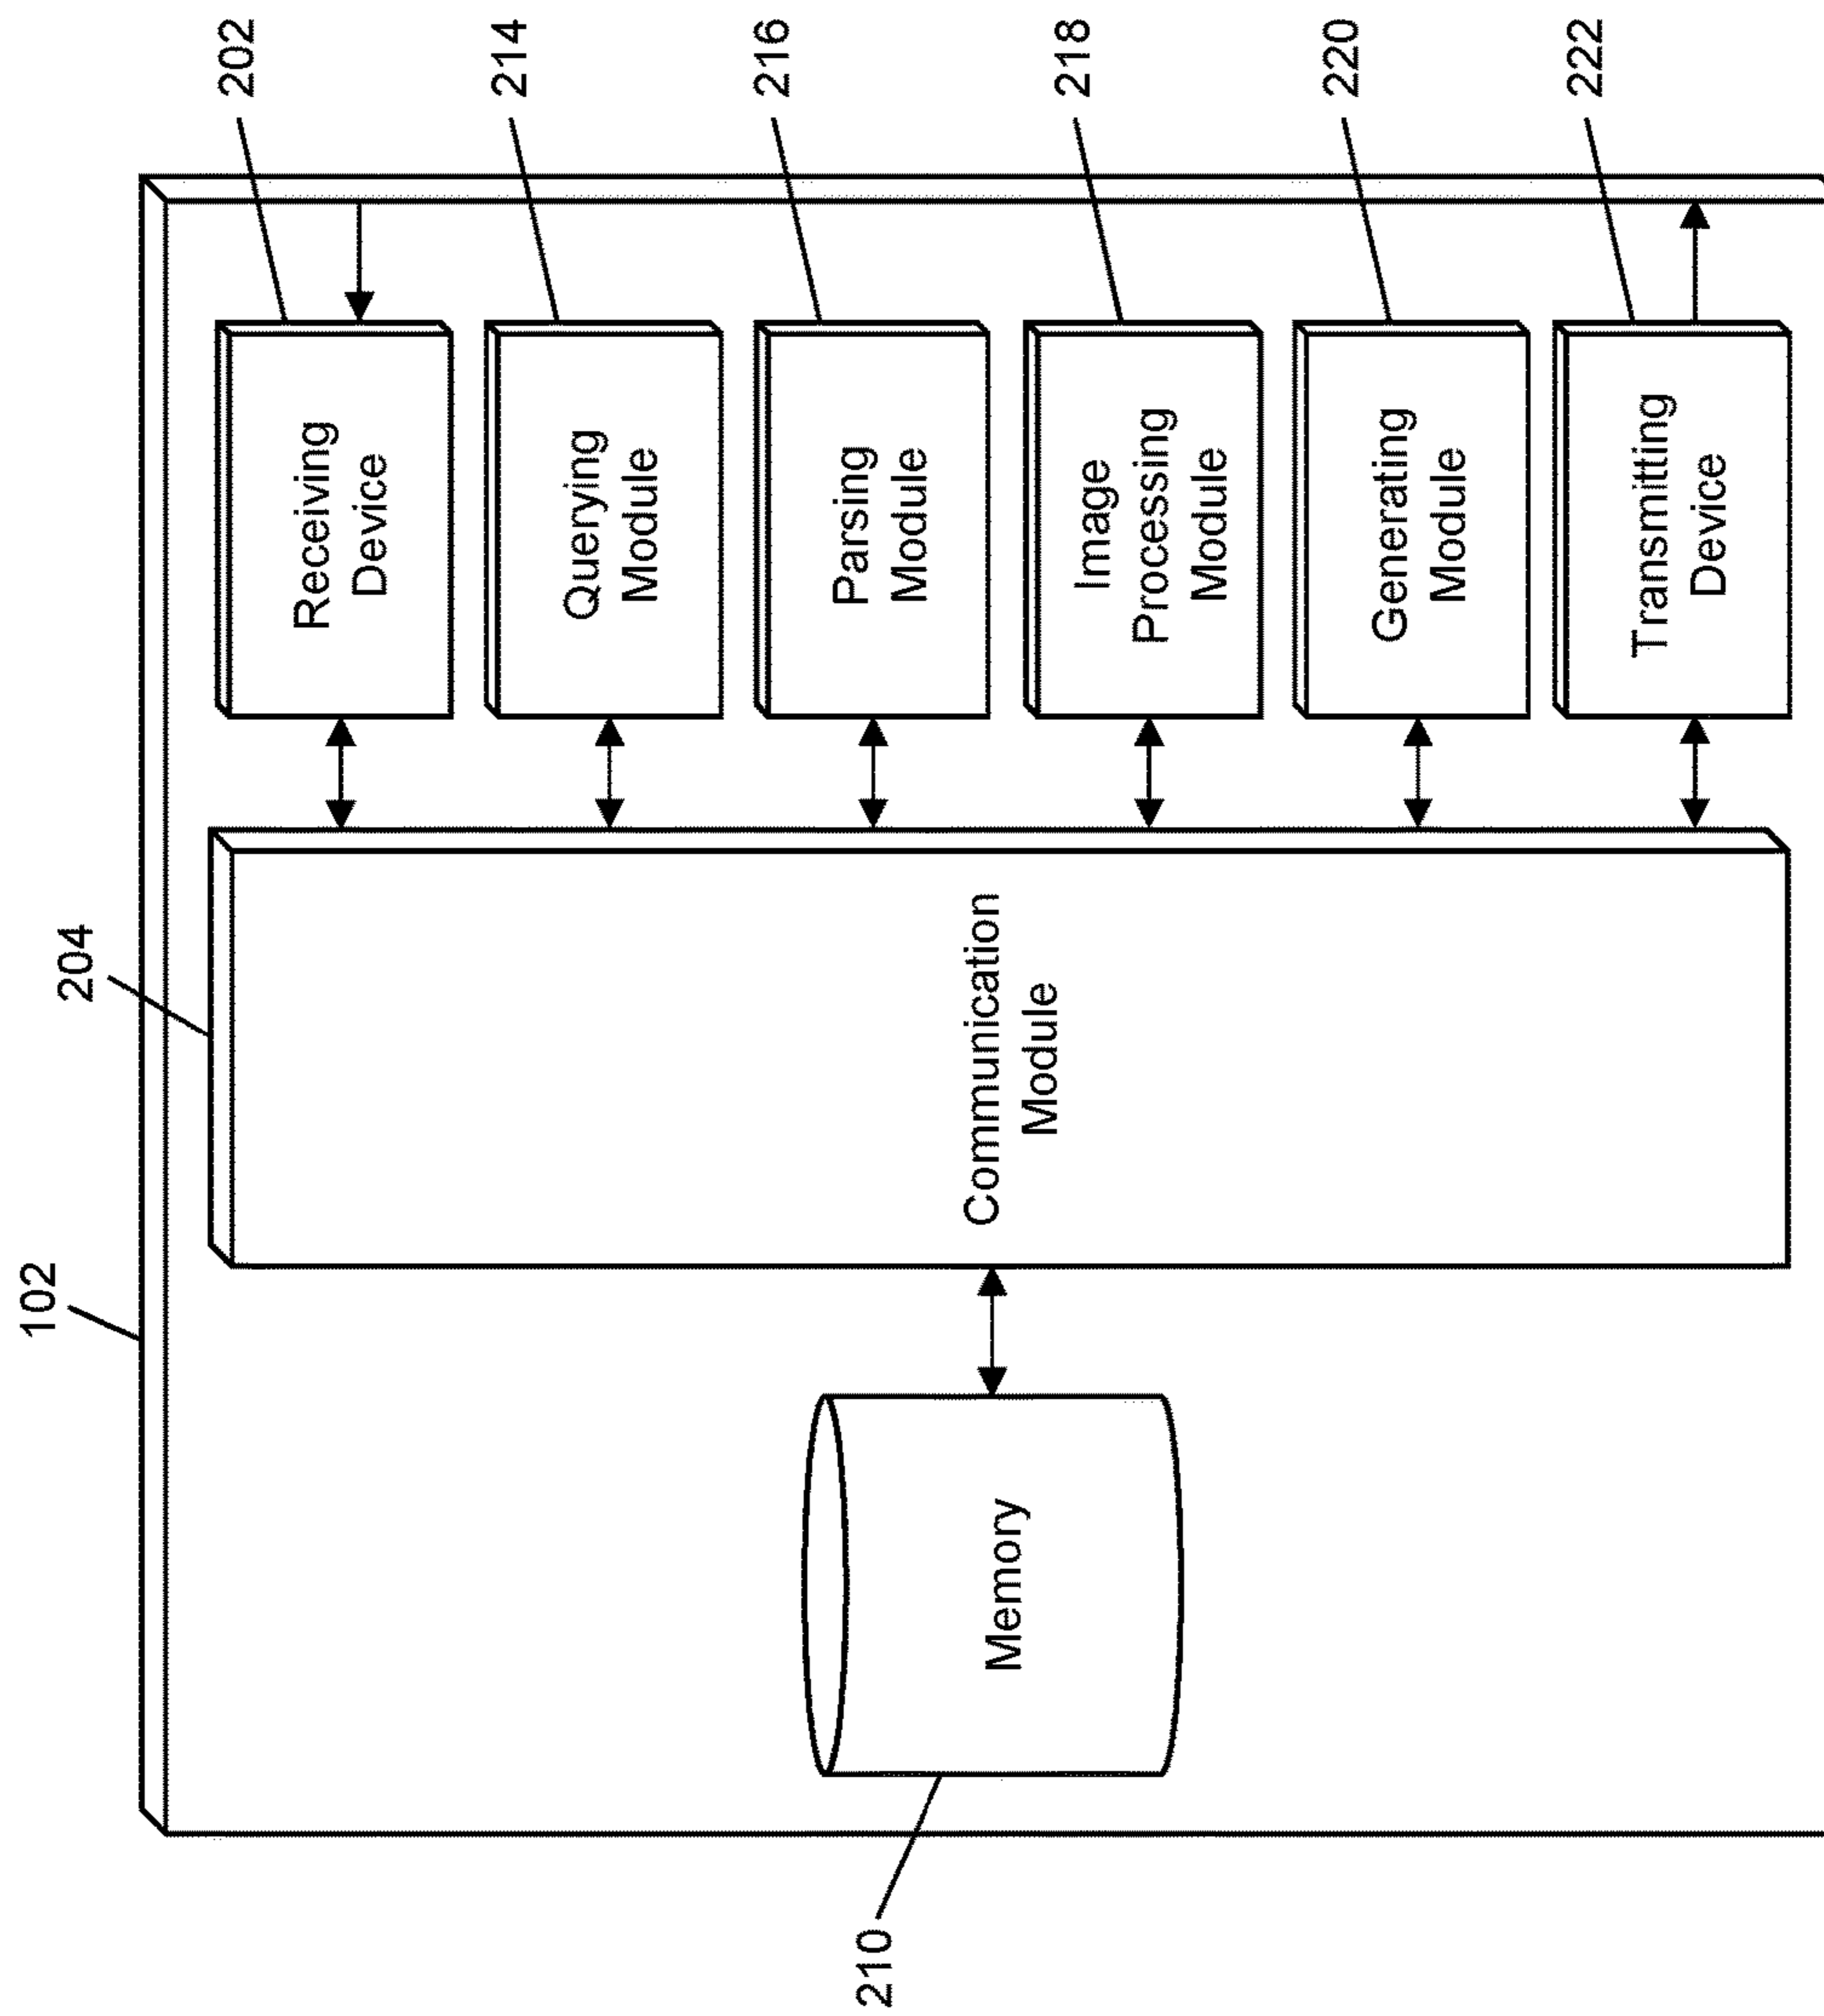 102
204
210
Memory
Communication
Module
Receiving
Device
202
Querying
Module
214
Parsing
Module
216
Image
Processing
Module
218
Generating
Module
220
Transmitting
Device
222